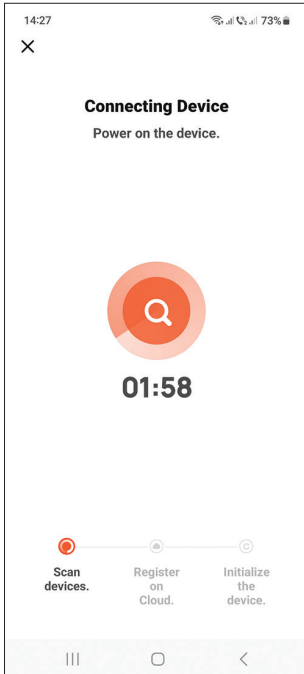 14:27
73%
Connecting Device
Power on the device.
01:58
Scan
devices.
Register
on
Cloud.
Initialize
the
device.